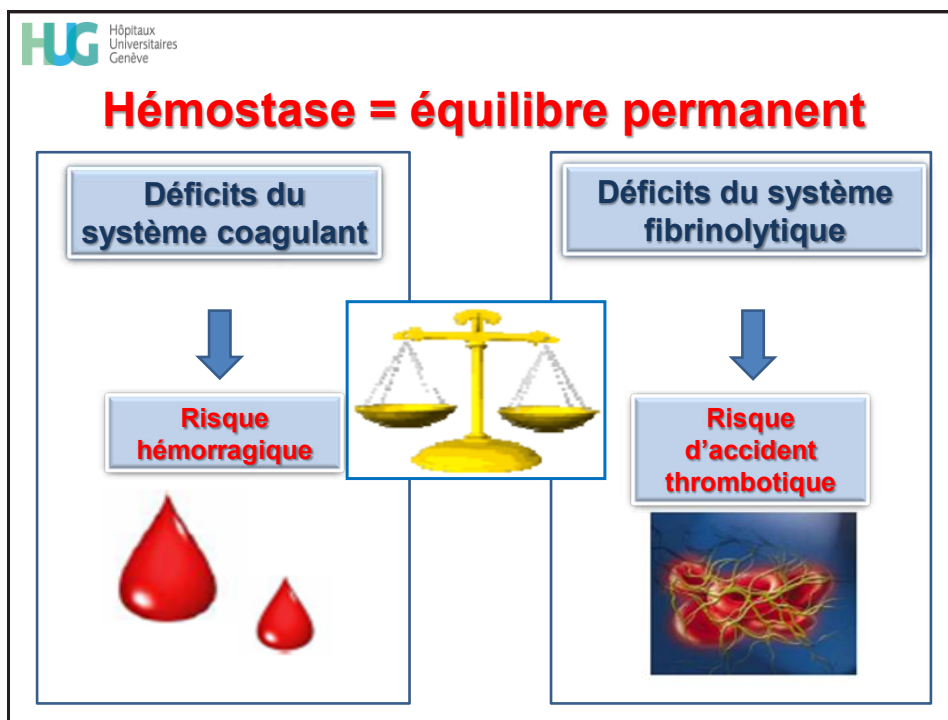 HUG
Hôpitaux
Universitaires
Genève
Hémostase = équilibre permanent
Déficits du
système coagulant
Risque
hémorragique
Déficits du système
fibrinolytique
Risque
d’accident
thrombotique